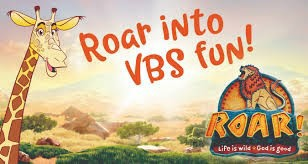 Roar into
VBS fun!
ROAR!
Life is wild • God is good